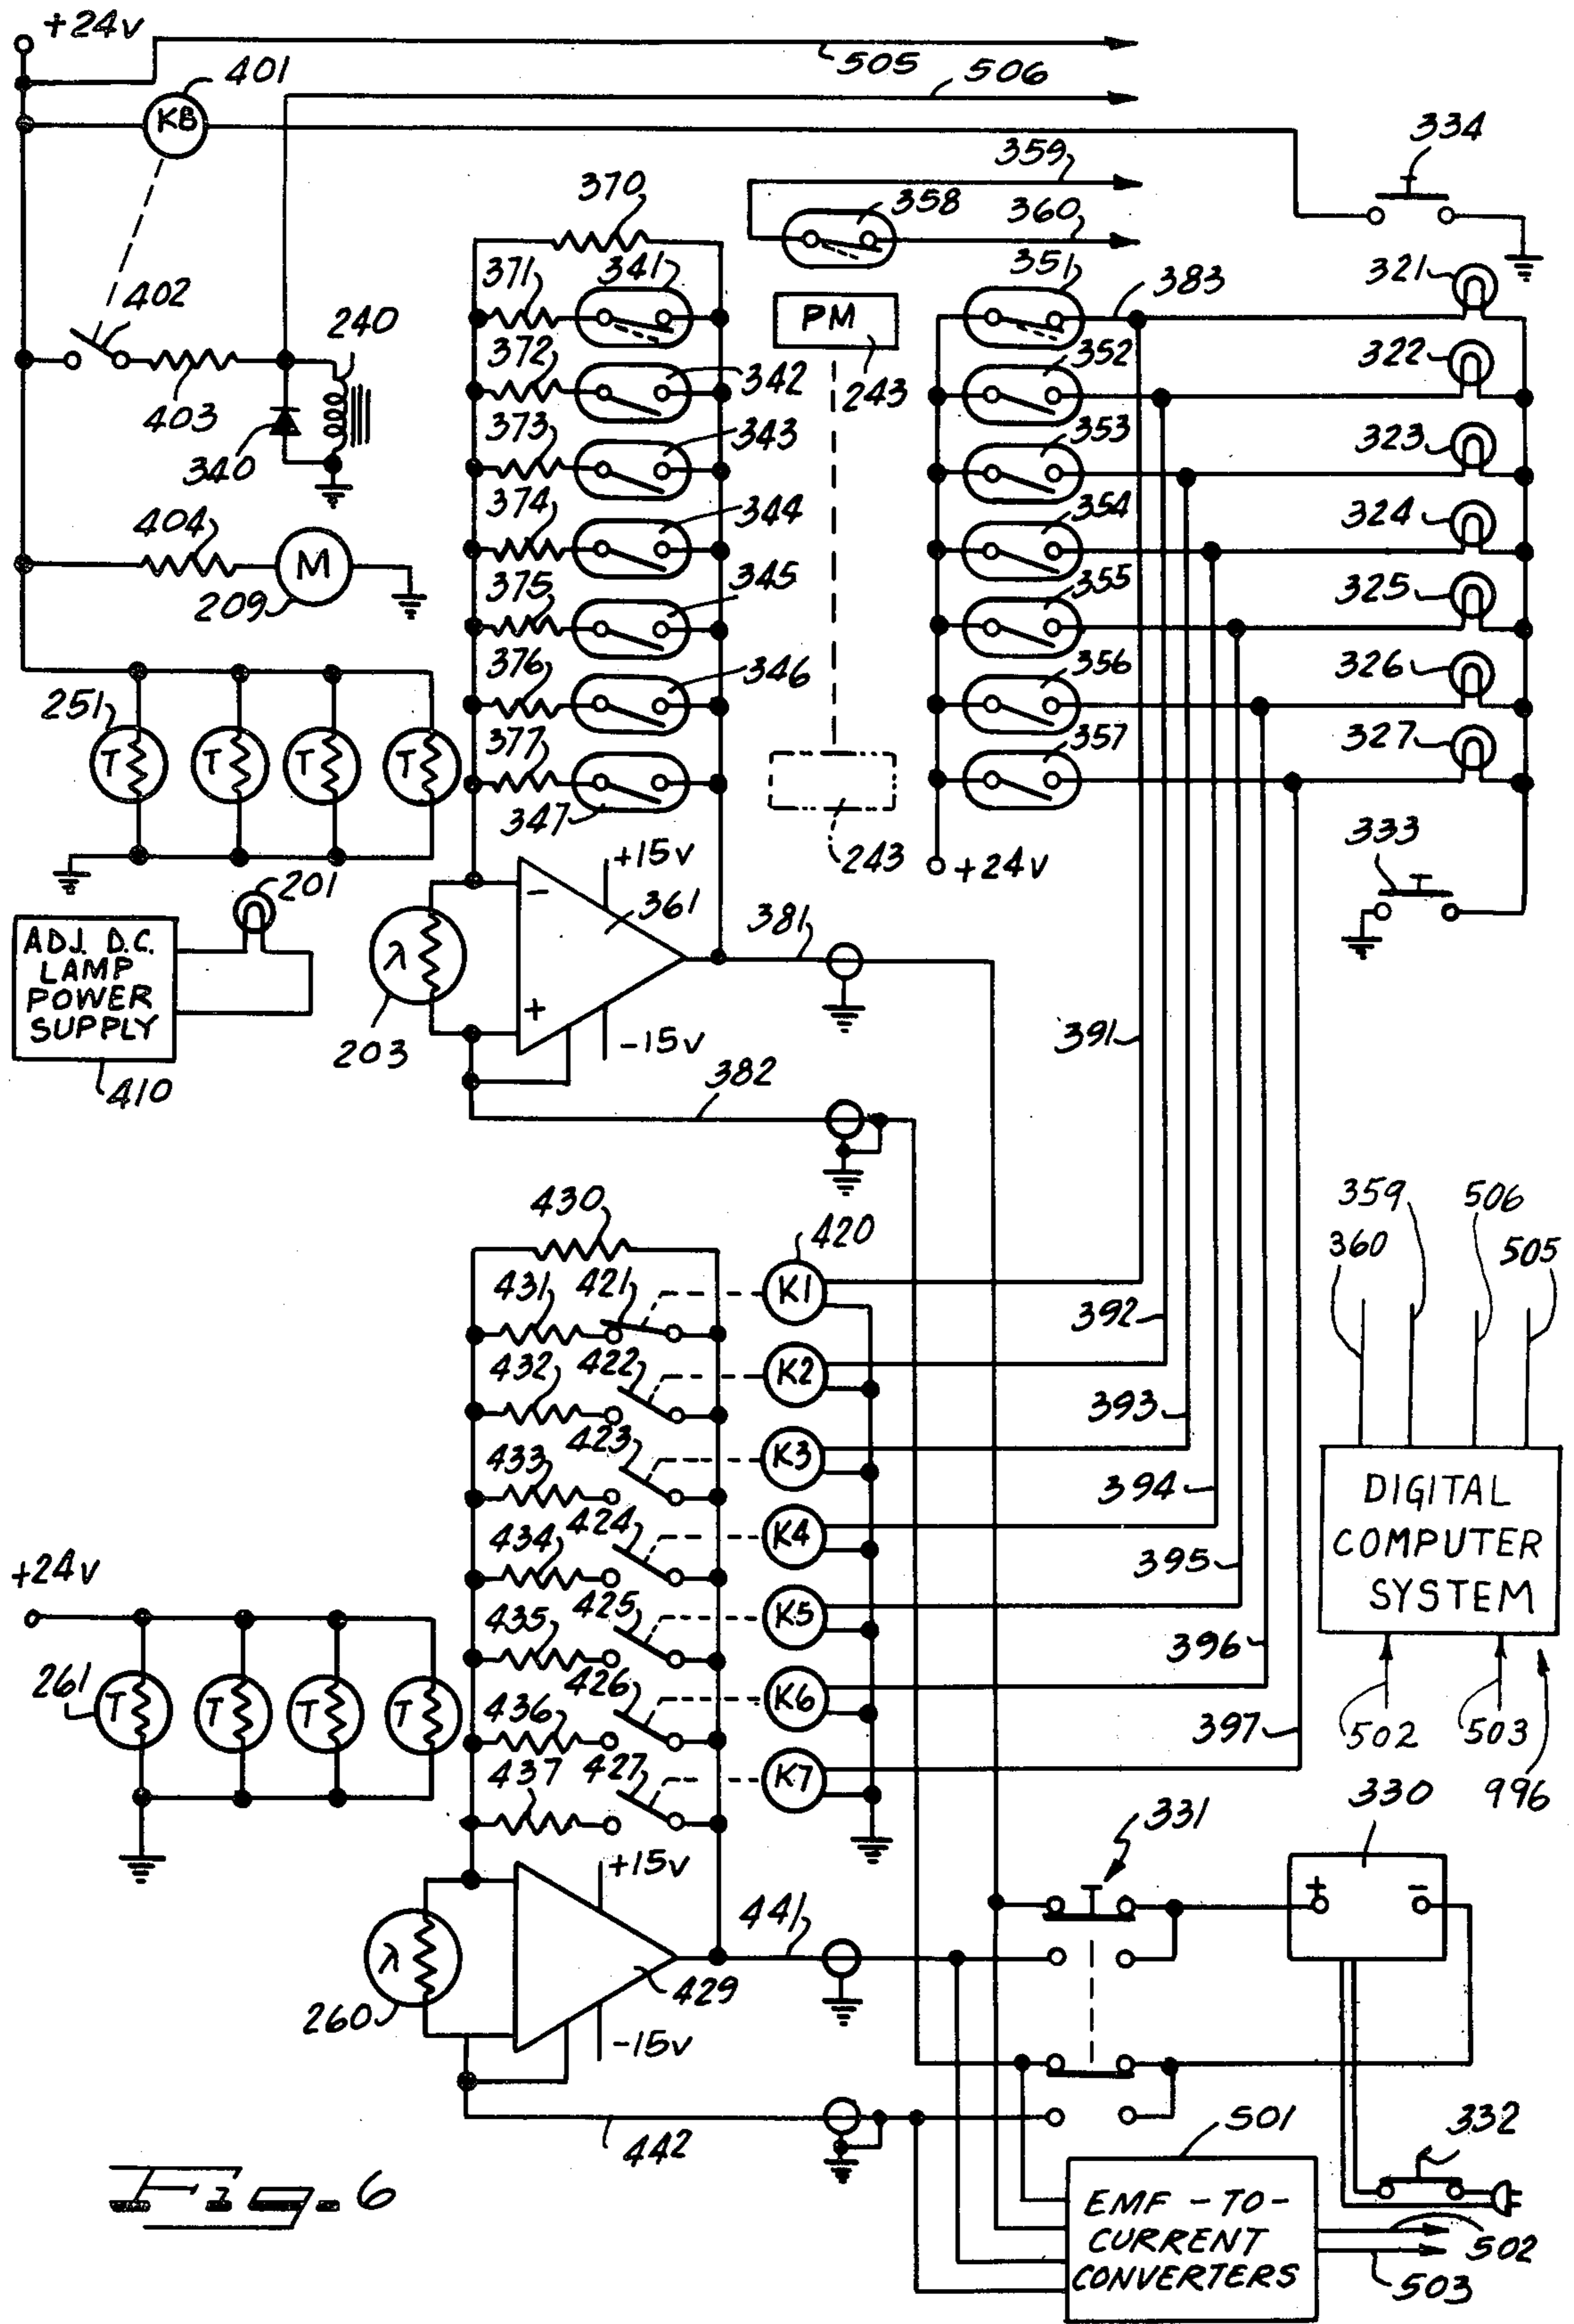 +24v
505
401
506
KB
334
359
370
358
360
371
341
351
383
321
402
240
PM
372
352
322
342
243
403
373
343
353
323
340
374
344
354
324
404
M
375
345
355
325
209
376
346
356
326
251
T
T
T
T
377
357
327
347
243
+24v
333
+15v
201
-
361
381
ADJ. D.C.
LAMP
POWER
SUPPLY
λ
+
-15v
391
203
382
410
430
420
359
506
360
505
431
421
K1
392
432
422
K2
393
433
423
K3
394
DIGITAL
COMPUTER
SYSTEM
434
424
K4
395
+24v
435
425
K5
396
261
T
T
T
T
436
426
K6
397
502
503
437
427
K7
330
996
331
+15v
+
-
441
λ
429
260
-15v
501
332
442
Fig. 6
EMF-TO-
CURRENT
CONVERTERS
502
503